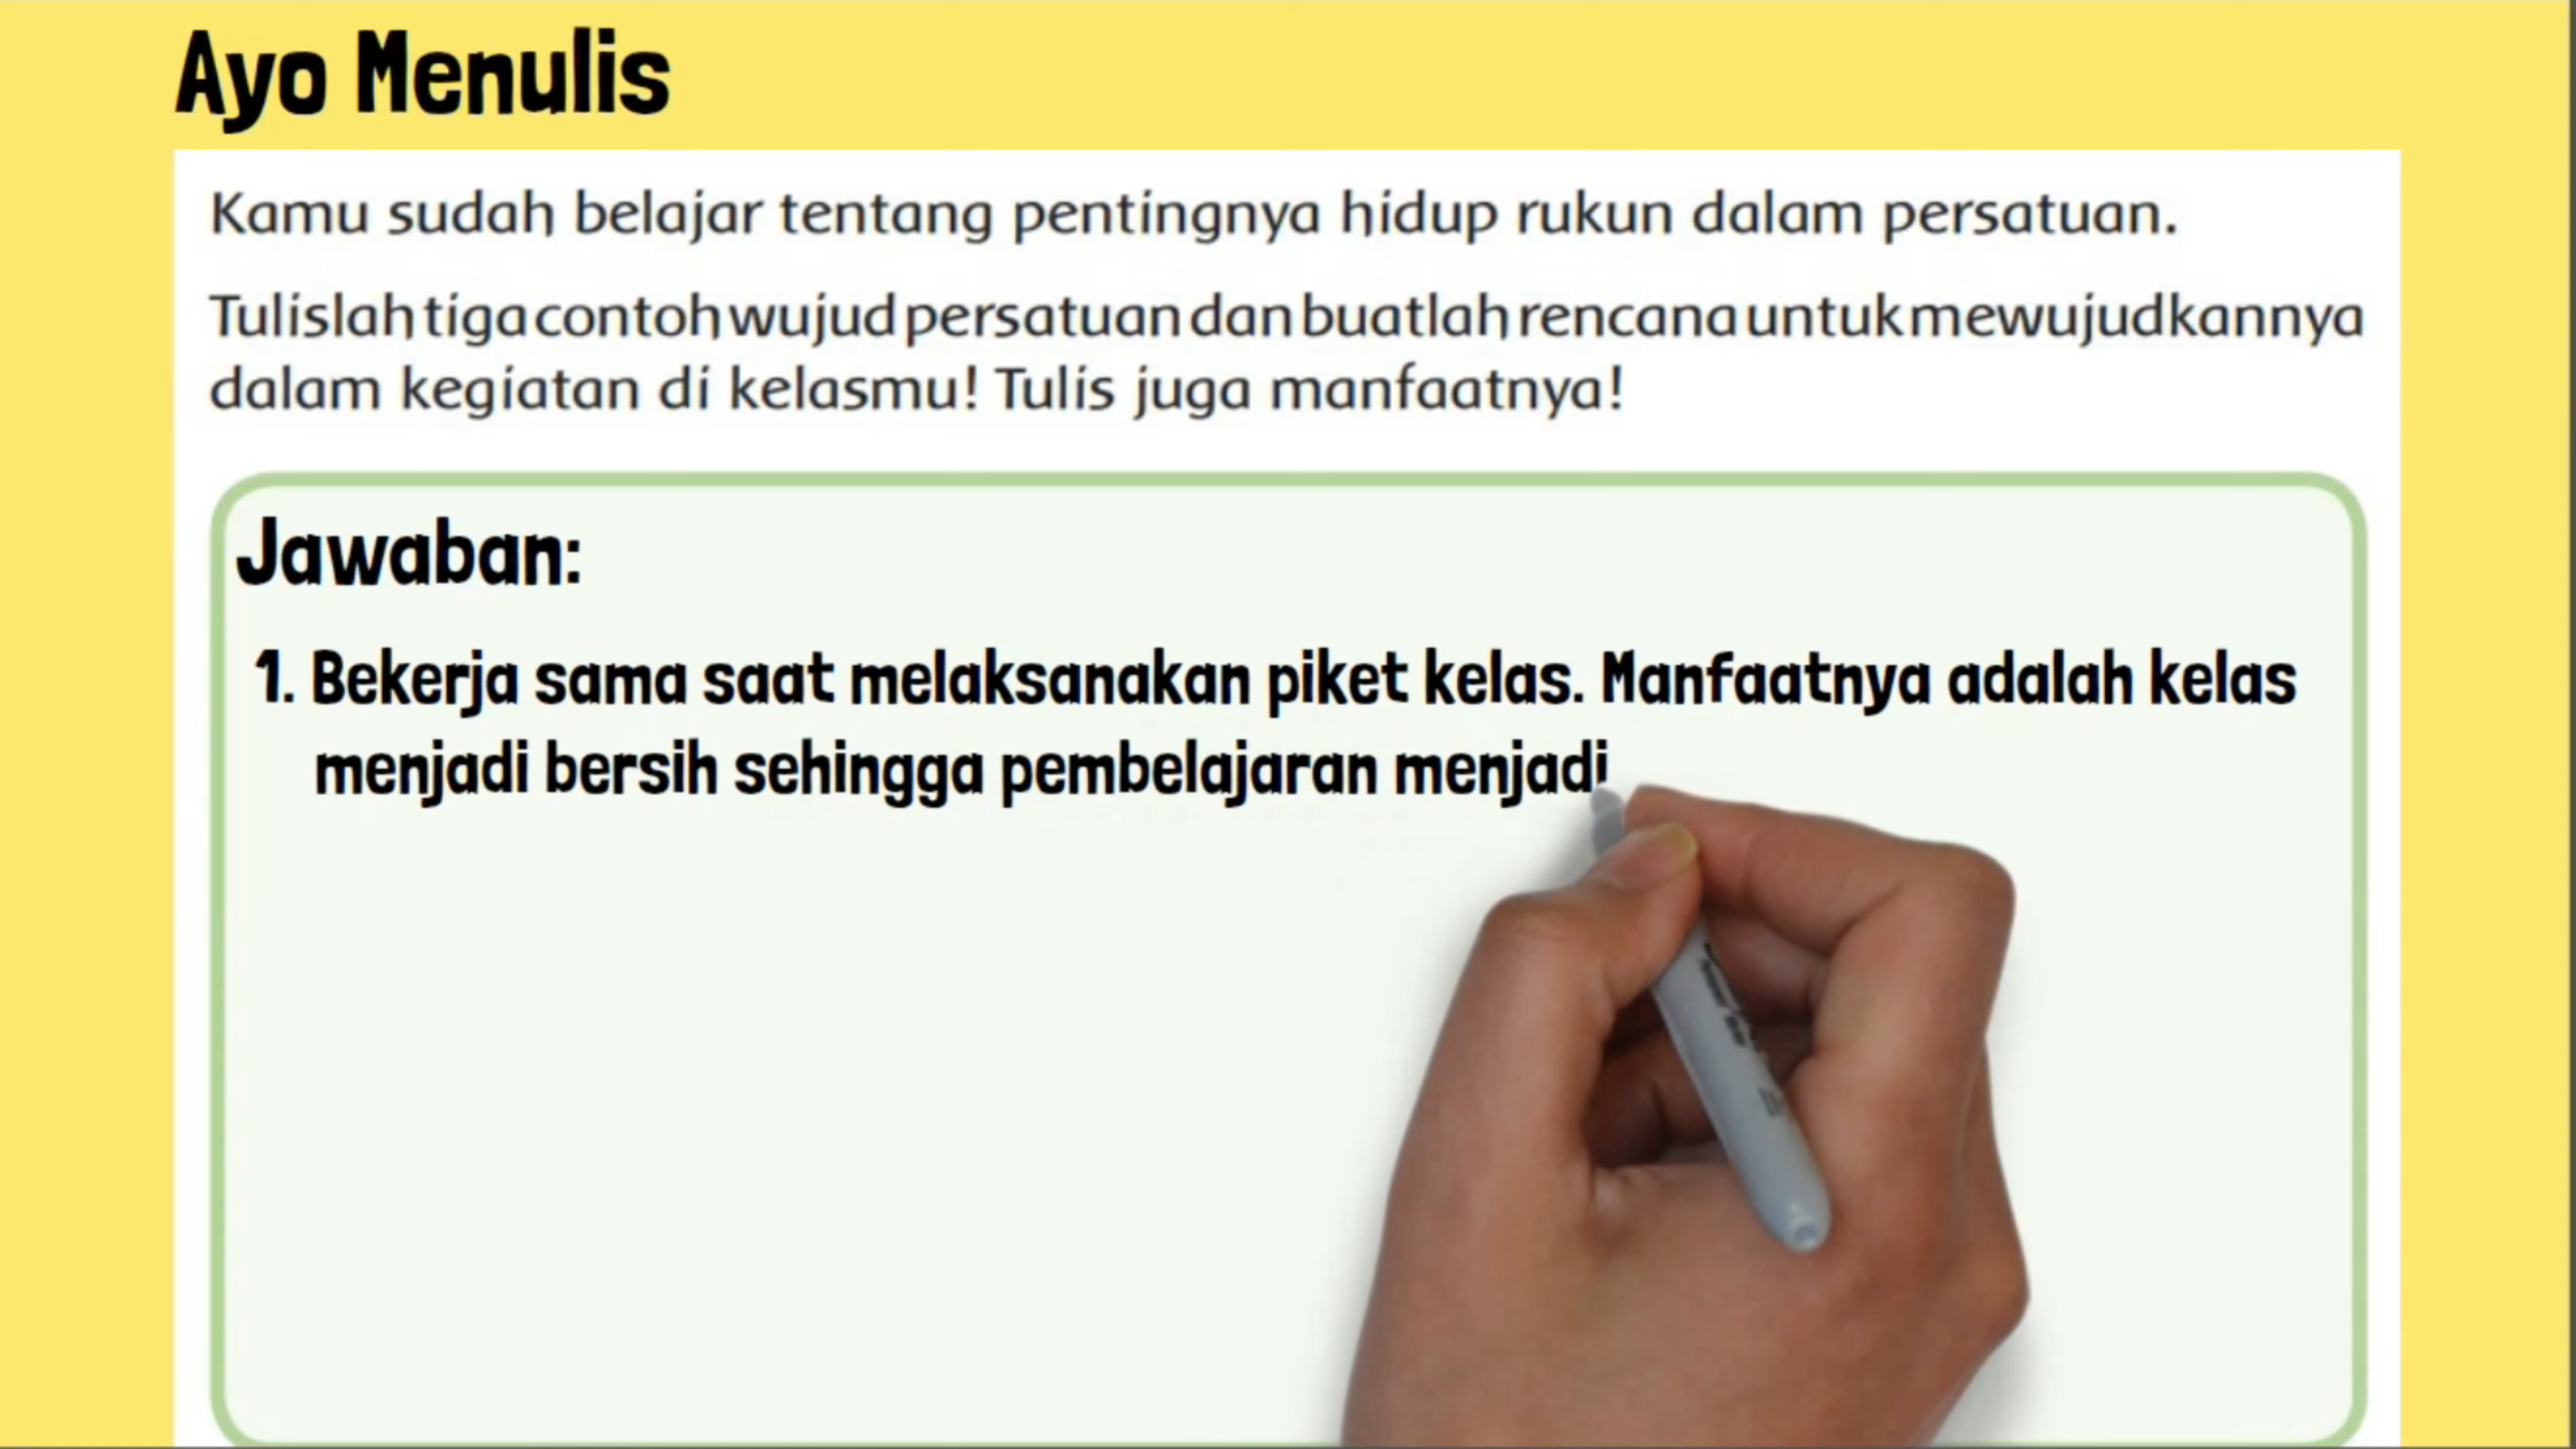 Ayo Menulis
Kamu sudah belajar tentang pentingnya hidup rukun dalam persatuan.
Tulislah tiga contoh wujud persatuan dan buatlah rencana untuk mewujudkannya
dalam kegiatan di kelasmu! Tulis juga manfaatnya!
Jawaban:
1. Bekerja sama saat melaksanakan piket kelas. Manfaatnya adalah kelas
menjadi bersih sehingga pembelajaran menjadi